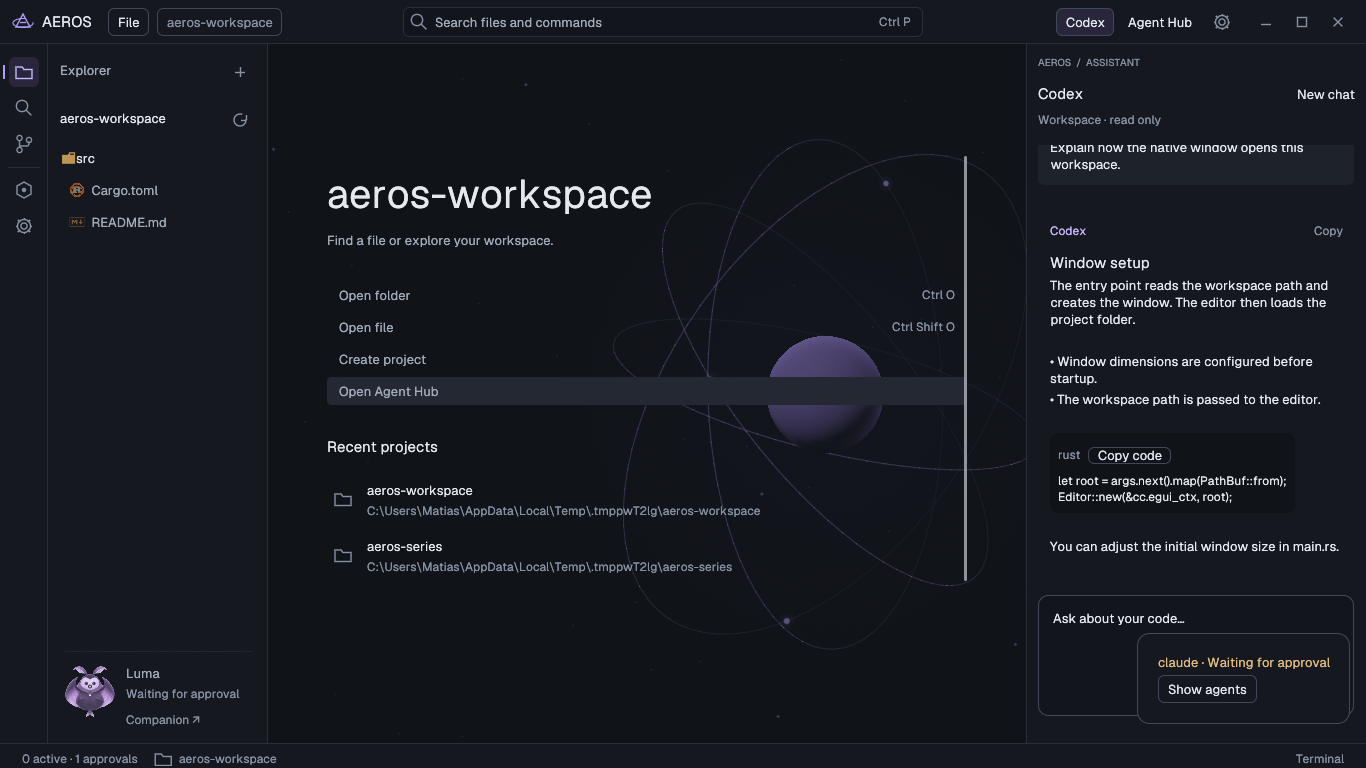 AEROS
File
aeros-workspace
Search files and commands
Ctrl P
Codex
Agent Hub
Explorer
aeros-workspace
src
Cargo.toml
README.md
Luma
Waiting for approval
Companion ↗
aeros-workspace
Find a file or explore your workspace.
Open folder
Ctrl O
Open file
Ctrl Shift O
Create project
Open Agent Hub
Recent projects
aeros-workspace
C:\Users\Matias\AppData\Local\Temp\.tmppwT2lg\aeros-workspace
aeros-series
C:\Users\Matias\AppData\Local\Temp\.tmppwT2lg\aeros-series
AEROS / ASSISTANT
Codex
New chat
Workspace · read only
Explain how the native window opens this
workspace.
Codex
Copy
Window setup
The entry point reads the workspace path and
creates the window. The editor then loads the
project folder.
• Window dimensions are configured before
startup.
• The workspace path is passed to the editor.
rust
Copy code
let root = args.next().map(PathBuf::from);
Editor::new(&cc.egui_ctx, root);
You can adjust the initial window size in main.rs.
Ask about your code…
claude · Waiting for approval
Show agents
0 active · 1 approvals
aeros-workspace
Terminal